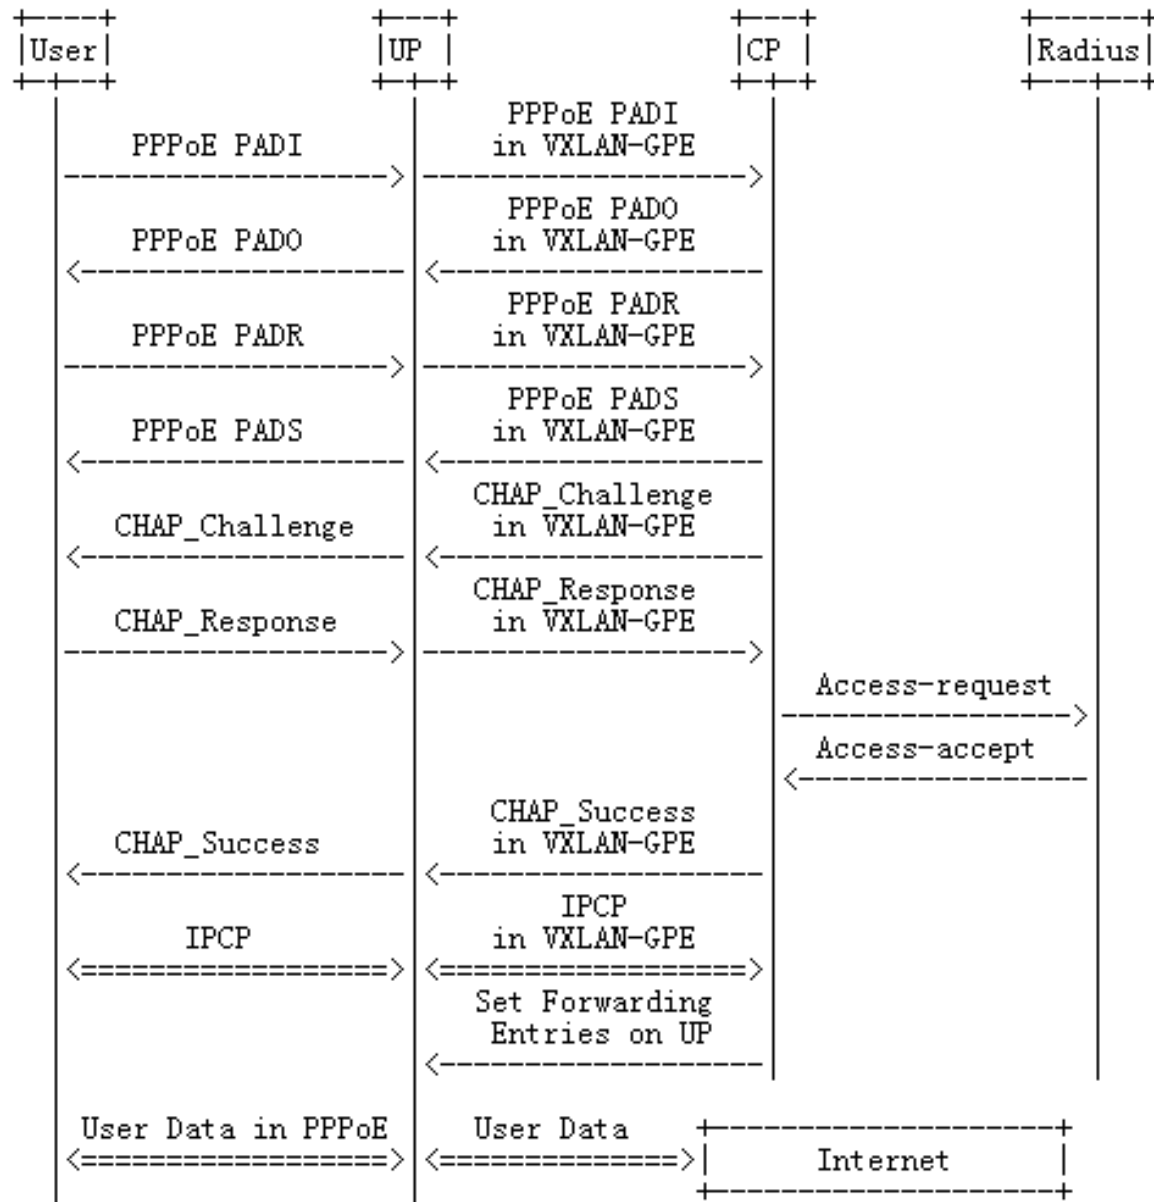 User UP CP Radius
PPPoE PADI
PPPoE PADI in VXLAN-GPE
PPPoE PADO
PPPoE PADO in VXLAN-GPE
PPPoE PADR
PPPoE PADR in VXLAN-GPE
PPPoE PADS
PPPoE PADS in VXLAN-GPE
CHAP_Challenge
CHAP_Challenge in VXLAN-GPE
CHAP_Response
CHAP_Response in VXLAN-GPE
Access-request
Access-accept
CHAP_Success
CHAP_Success in VXLAN-GPE
IPCP
IPCP in VXLAN-GPE
Set Forwarding
Entries on UP
User Data in PPPoE User Data
Internet